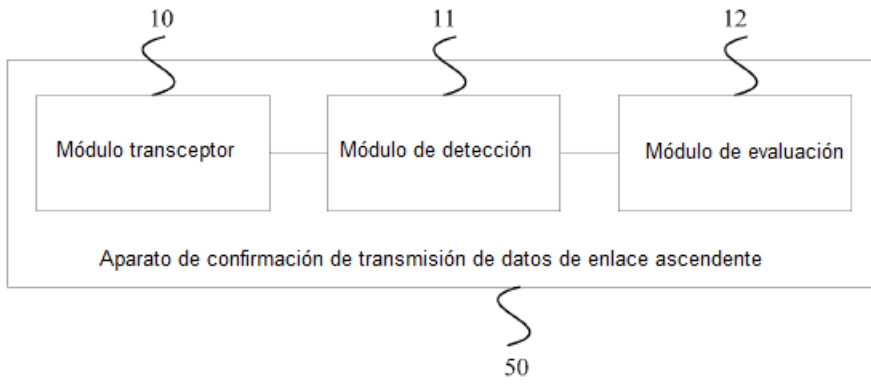 10 11 12
Módulo transceptor
Módulo de detección
Módulo de evaluación
Aparato de confirmación de transmisión de datos de enlace ascendente
50